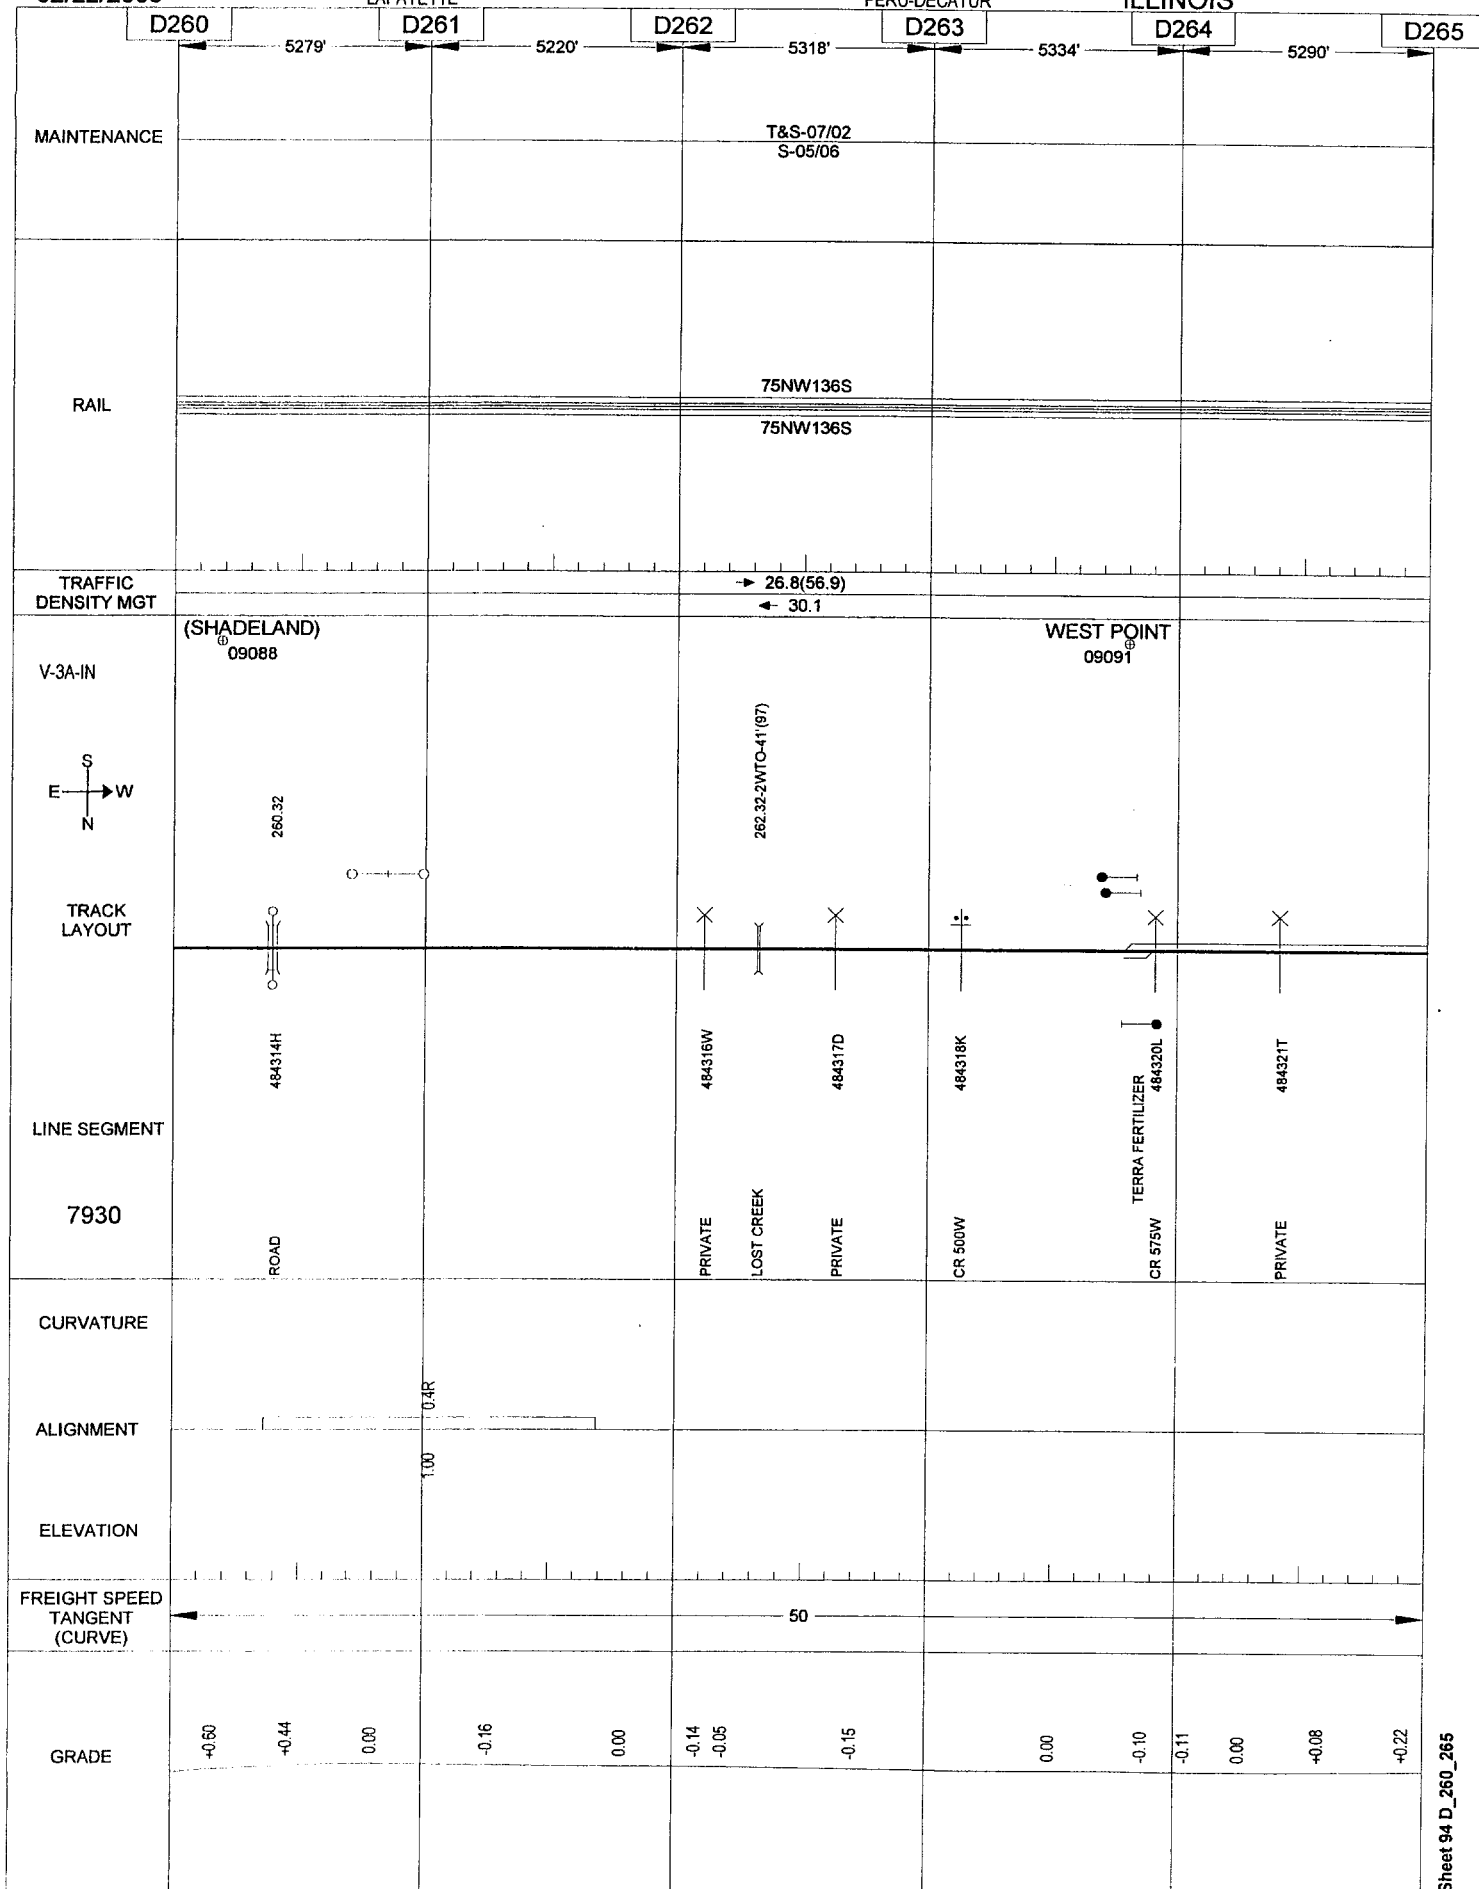 LAFAYETTE
PERU-DECATUR
ILLINOIS
D260
D261
D262
D263
D264
D265
5279'
5220'
5318'
5334'
5290'
MAINTENANCE
T&S-07/02
S-05/06
RAIL
75NW136S
75NW136S
TRAFFIC
DENSITY MGT
26.8(56.9)
30.1
(SHADELAND)
09088
WEST POINT
09091
V-3A-IN
S
E
W
N
260.32
262.32-2WTO-41'(97)
TRACK
LAYOUT
484314H
484316W
484317D
484318K
484320L
484321T
LINE SEGMENT
7930
ROAD
PRIVATE
LOST CREEK
PRIVATE
CR 500W
TERRA FERTILIZER
CR 575W
PRIVATE
CURVATURE
0.4R
ALIGNMENT
1.00
ELEVATION
FREIGHT SPEED
TANGENT
(CURVE)
50
GRADE
+0.60
+0.44
0.00
-0.16
0.00
-0.14
-0.05
-0.15
0.00
-0.10
-0.11
0.00
+0.08
+0.22
Sheet 94 D_260_265